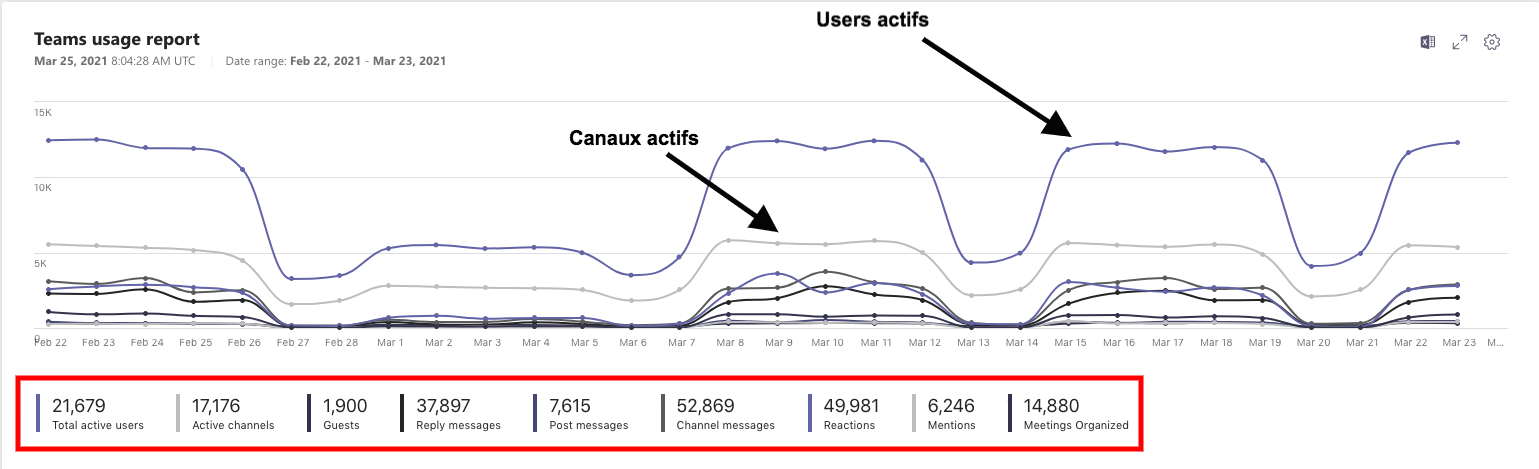 Users actifs
Teams usage report
Mar 25, 2021 8:04:28 AM UTC Date range: Feb 22, 2021 - Mar 23, 2021
15K
Canaux actifs
10K
5K
0
Feb 22 Feb 23 Feb 24 Feb 25 Feb 26 Feb 27 Feb 28 Mar 1 Mar 2 Mar 3 Mar 4 Mar 5 Mar 6 Mar 7 Mar 8 Mar 9 Mar 10 Mar 11 Mar 12 Mar 13 Mar 14 Mar 15 Mar 16 Mar 17 Mar 18 Mar 19 Mar 20 Mar 21 Mar 22 Mar 23 M...
21,679 17,176 1,900 37,897 7,615 52,869 49,981 6,246 14,880
Total active users Active channels Guests Reply messages Post messages Channel messages Reactions Mentions Meetings Organized